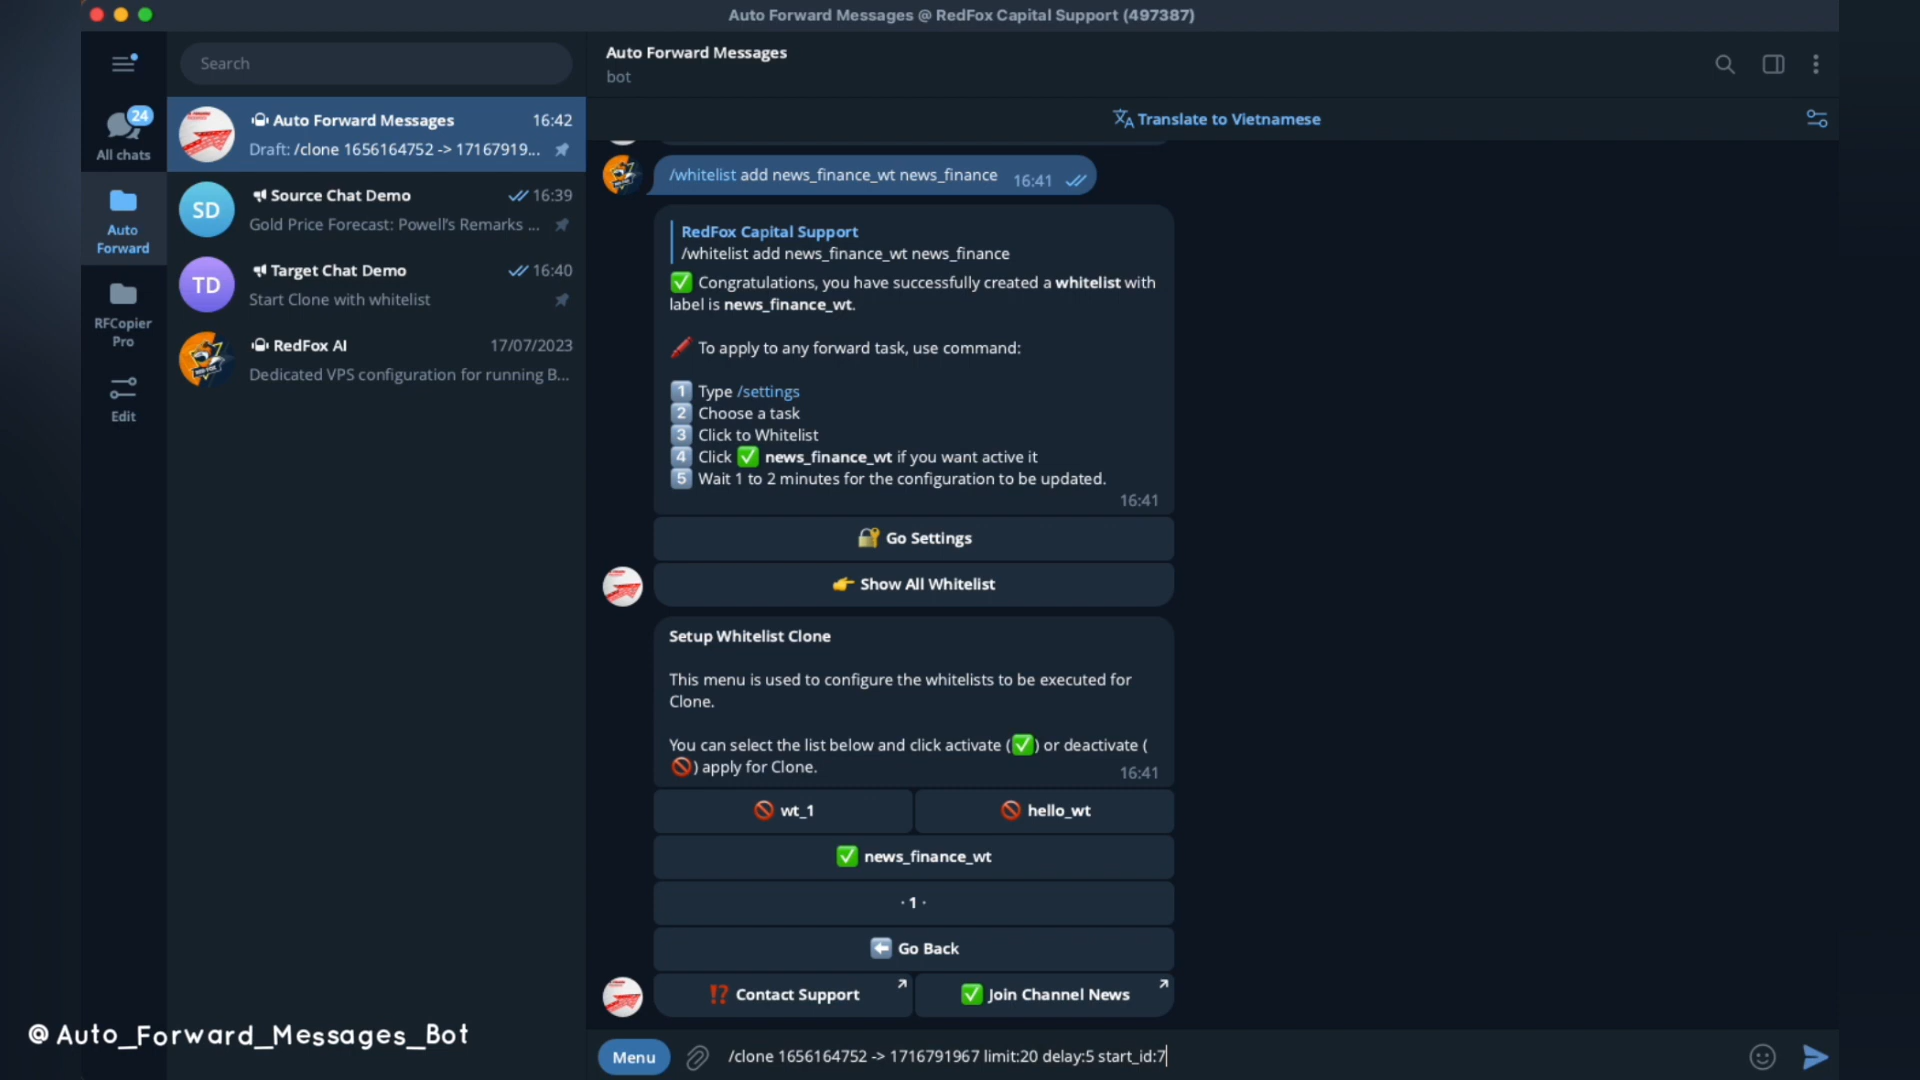 Auto Forward Messages @ RedFox Capital Support (497387)
Search
24
All chats
Auto
Forward
RFCopier
Pro
Edit
Auto Forward Messages 16:42
Draft: /clone 1656164752 -> 17167919...
SD
Source Chat Demo 16:39
Gold Price Forecast: Powell's Remarks ...
TD
Target Chat Demo 16:40
Start Clone with whitelist
RedFox AI 17/07/2023
Dedicated VPS configuration for running B...
Auto Forward Messages
bot
Translate to Vietnamese
/whitelist add news_finance_wt news_finance 16:41
RedFox Capital Support
/whitelist add news_finance_wt news_finance
✅ Congratulations, you have successfully created a whitelist with
label is news_finance_wt.
🖍 To apply to any forward task, use command:
1️⃣ Type /settings
2️⃣ Choose a task
3️⃣ Click to Whitelist
4️⃣ Click ✅ news_finance_wt if you want active it
5️⃣ Wait 1 to 2 minutes for the configuration to be updated.
16:41
🔐 Go Settings
👉 Show All Whitelist
Setup Whitelist Clone
This menu is used to configure the whitelists to be executed for
Clone.
You can select the list below and click activate (✅) or deactivate (
🚫) apply for Clone.
16:41
🚫 wt_1
🚫 hello_wt
✅ news_finance_wt
· 1 ·
⬅️ Go Back
⁉️ Contact Support
✅ Join Channel News
@Auto_Forward_Messages_Bot
Menu
/clone 1656164752 -> 1716791967 limit:20 delay:5 start_id:7